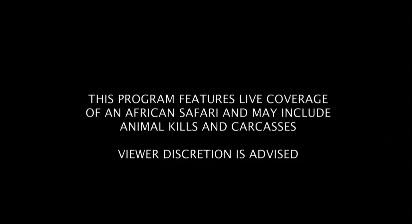 THIS PROGRAM FEATURES LIVE COVERAGE
OF AN AFRICAN SAFARI AND MAY INCLUDE
ANIMAL KILLS AND CARCASSES
VIEWER DISCRETION IS ADVISED